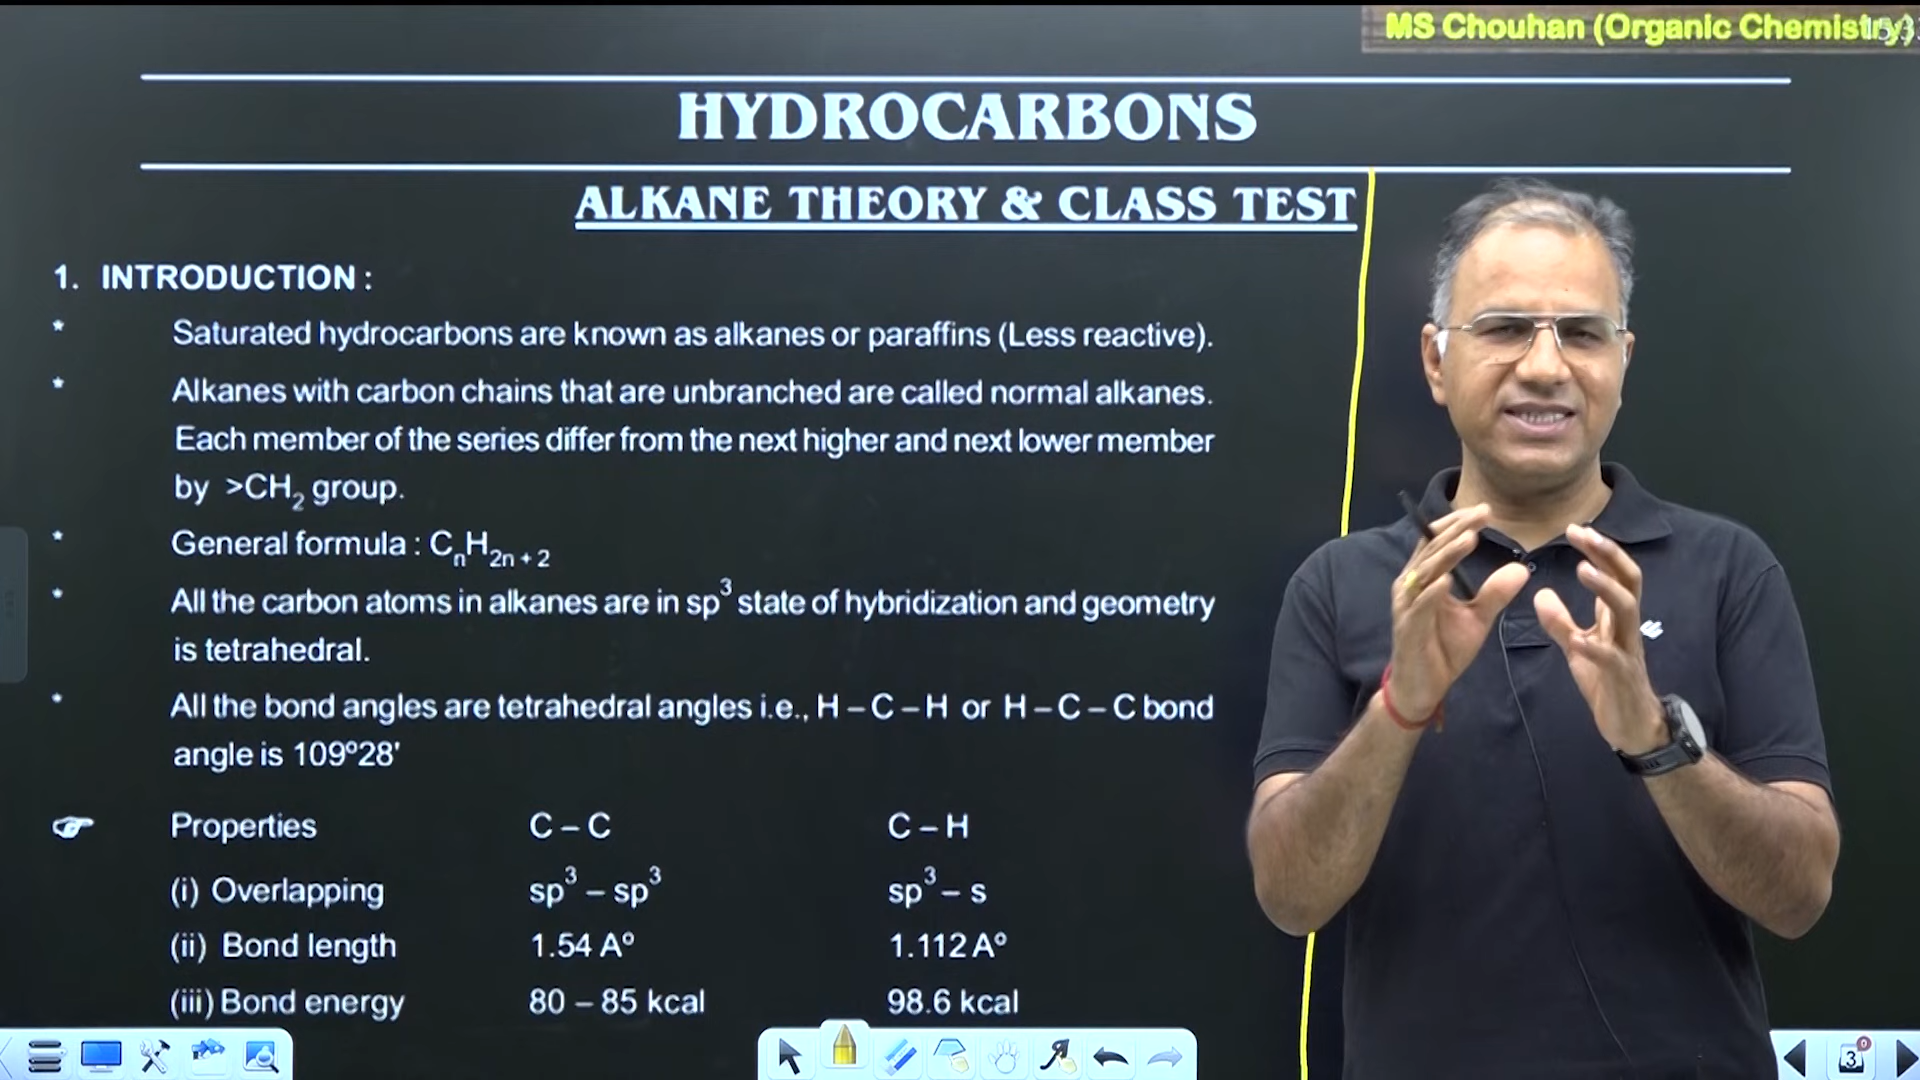 MS Chouhan (Organic Chemistry)
HYDROCARBONS
ALKANE THEORY & CLASS TEST
1. INTRODUCTION :
* Saturated hydrocarbons are known as alkanes or paraffins (Less reactive).
* Alkanes with carbon chains that are unbranched are called normal alkanes.
Each member of the series differ from the next higher and next lower member
by >CH₂ group.
* General formula : CₙH₂ₙ₊₂
* All the carbon atoms in alkanes are in sp³ state of hybridization and geometry
is tetrahedral.
* All the bond angles are tetrahedral angles i.e., H – C – H or H – C – C bond
angle is 109º28'
Properties C – C C – H
(i) Overlapping sp³ – sp³ sp³ – s
(ii) Bond length 1.54 Aº 1.112 Aº
(iii) Bond energy 80 – 85 kcal 98.6 kcal
3 0